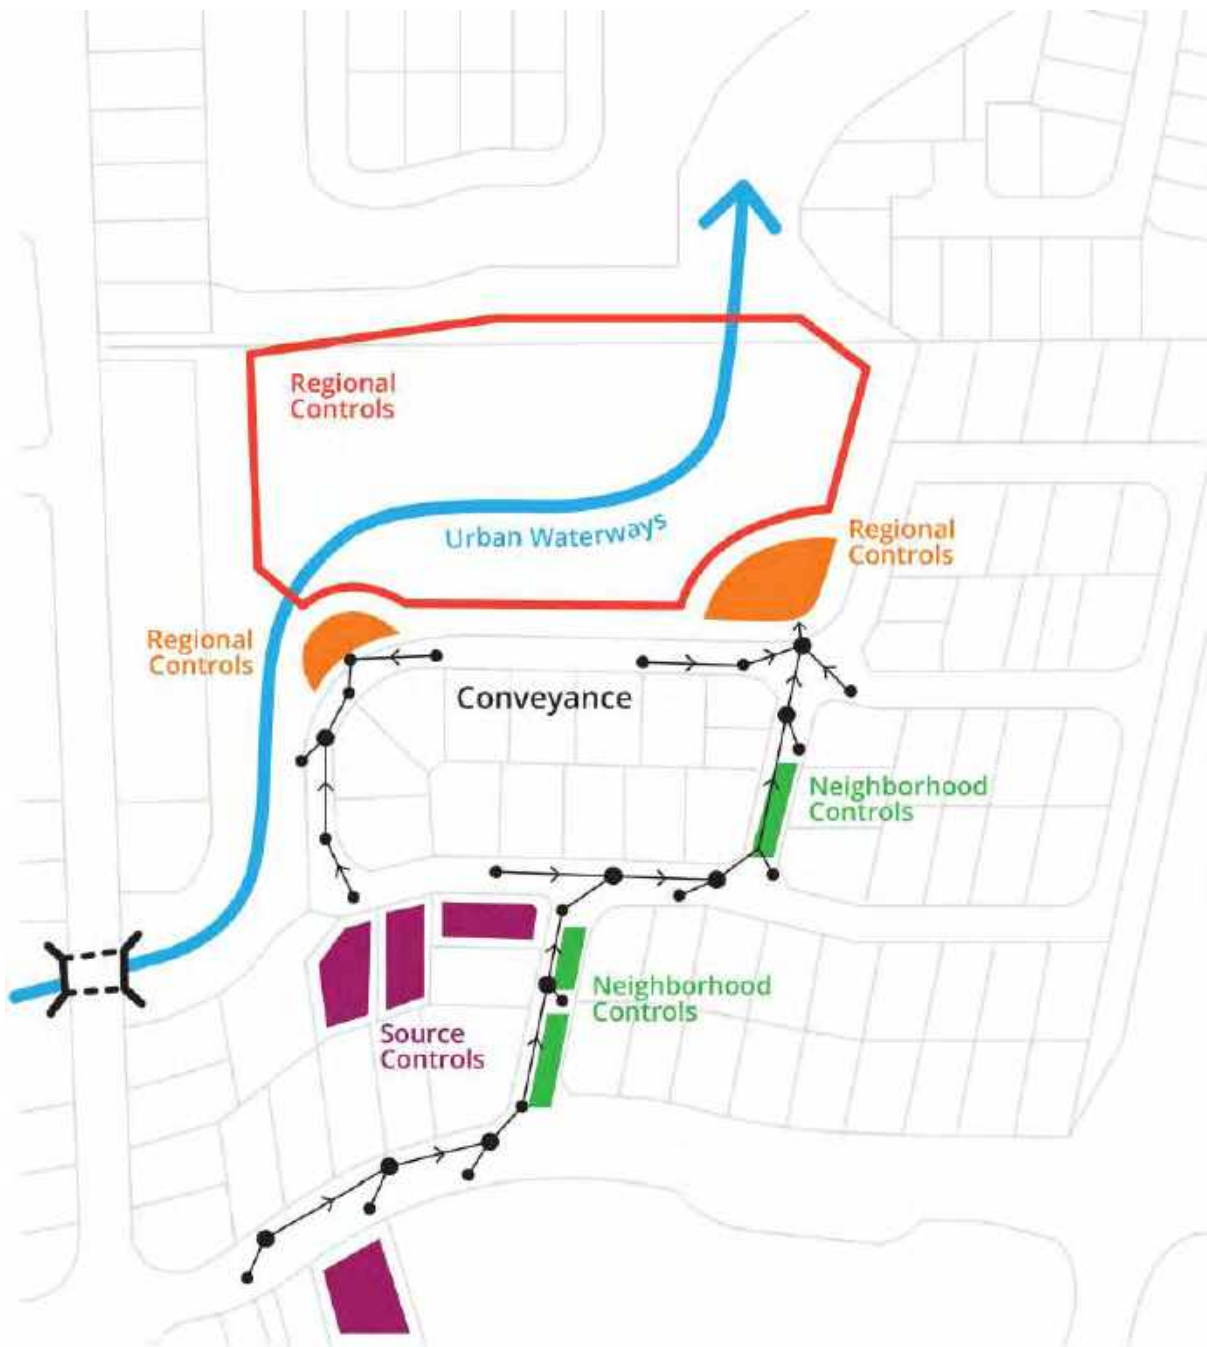 Regional
Controls
Urban Waterways
Regional
Controls
Regional
Controls
Conveyance
Neighborhood
Controls
Neighborhood
Controls
Source
Controls